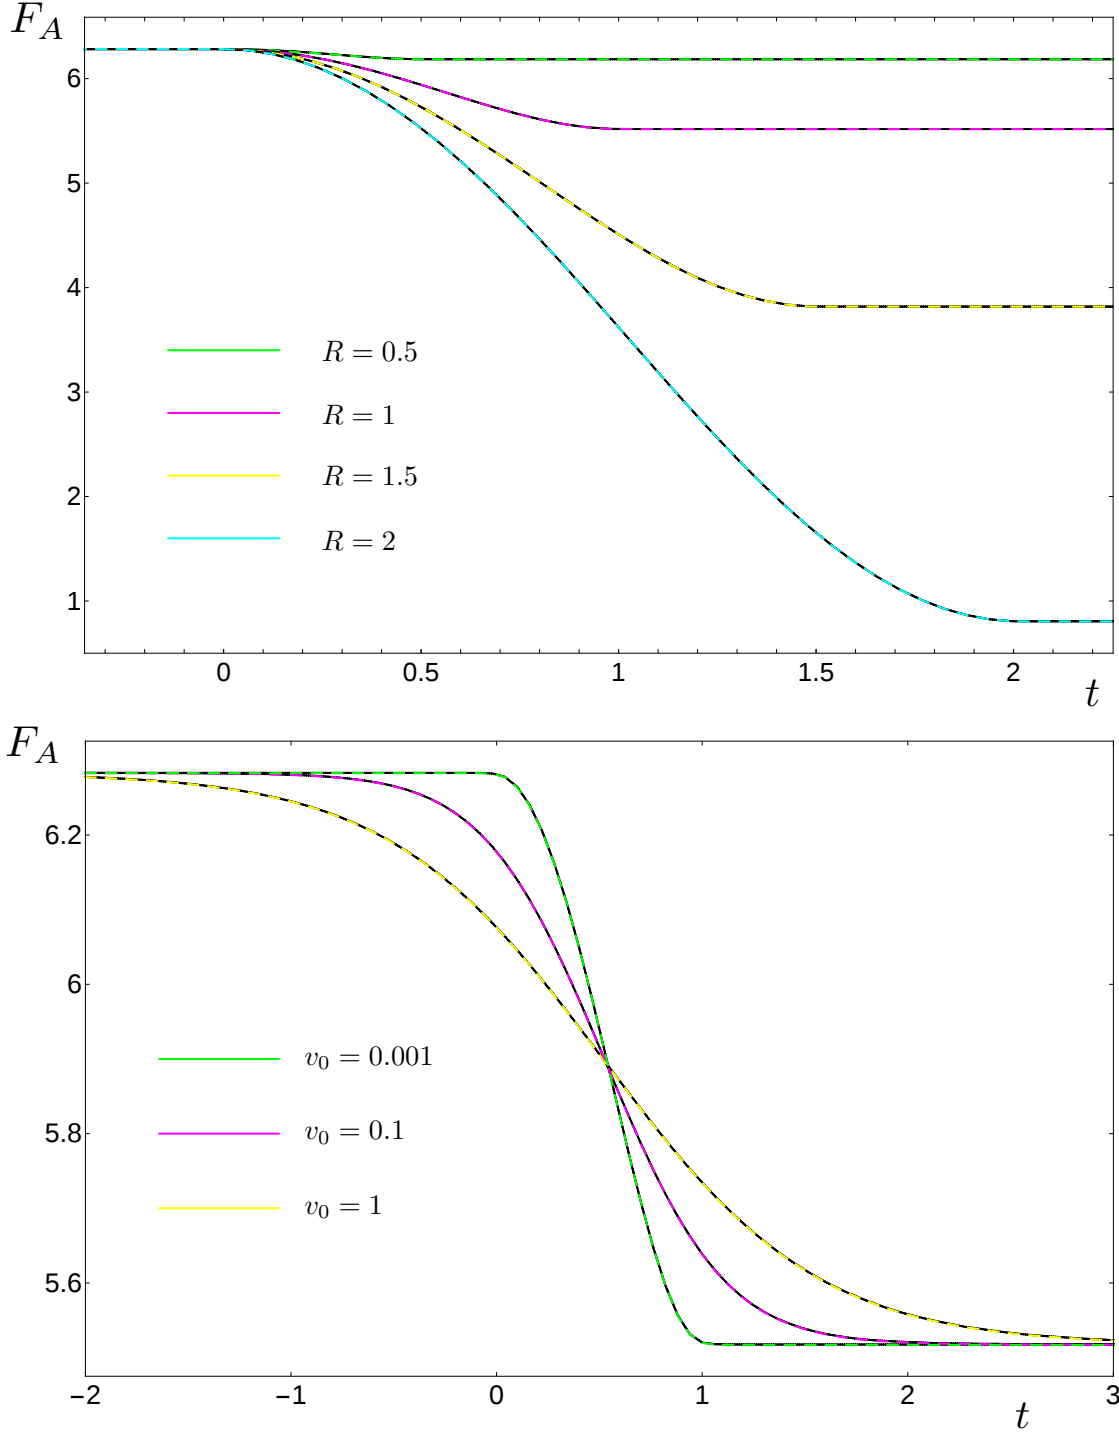 F_A
6
5
4
3
2
1
R = 0.5
R = 1
R = 1.5
R = 2
0 0.5 1 1.5 2
t
F_A
6.2
6
5.8
5.6
v_0 = 0.001
v_0 = 0.1
v_0 = 1
−2 −1 0 1 2 3
t